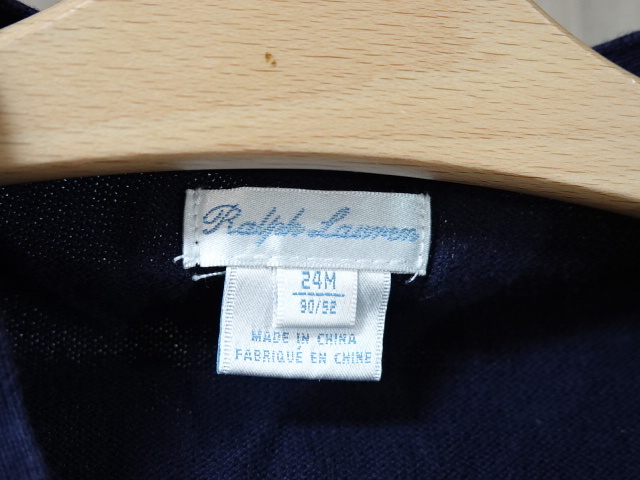 Ralph Lauren
24M
90/92
MADE IN CHINA
FABRIQUÉ EN CHINE